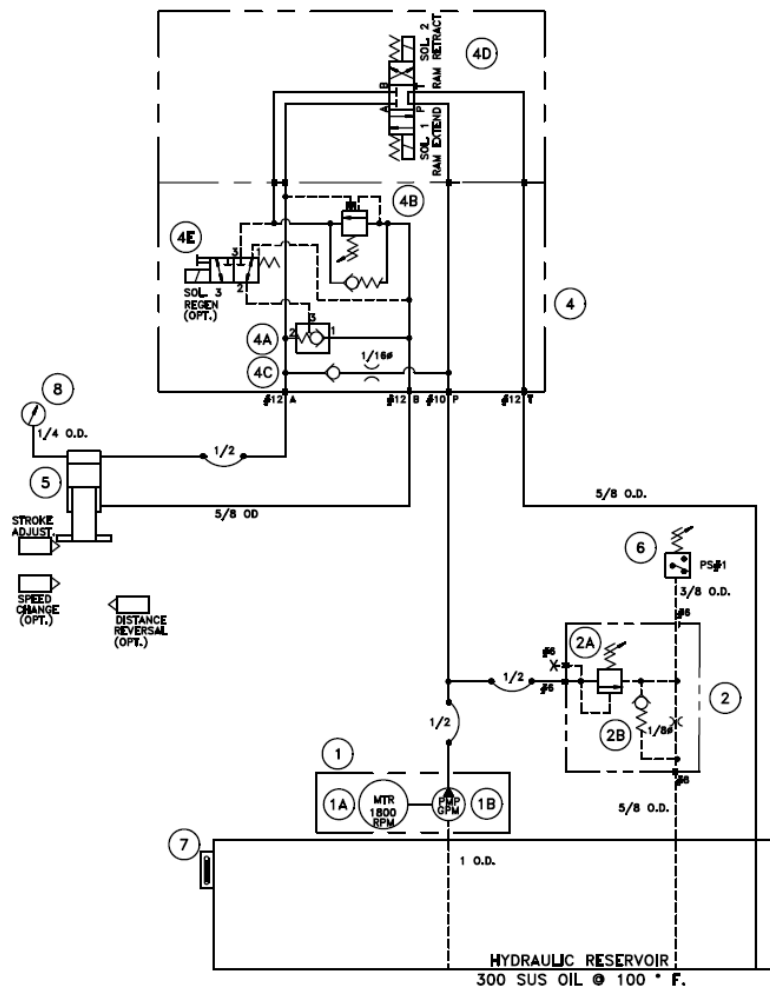 SOL. 2
RAM RETRACT
4D
B
T
A
P
SOL. 1
RAM EXTEND
4B
4E
3
1
2
SOL. 3
REGEN
(OPT.)
4
3
4A
2
1
1/16ø
4C
#12
A
#12
B
#10
P
#12
T
8
1/4 O.D.
1/2
5
5/8 OD
5/8 O.D.
STROKE
ADJUST.
6
PS#1
SPEED
CHANGE
(OPT.)
3/8 O.D.
DISTANCE
REVERSAL
(OPT.)
#6
2A
#6
1/2
#6
2
2B
1/8ø
1/2
1
#8
1A
MTR
1800
RPM
PMP
GPM
1B
5/8 O.D.
7
1 O.D.
HYDRAULIC RESERVOIR
300 SUS OIL @ 100 ° F.